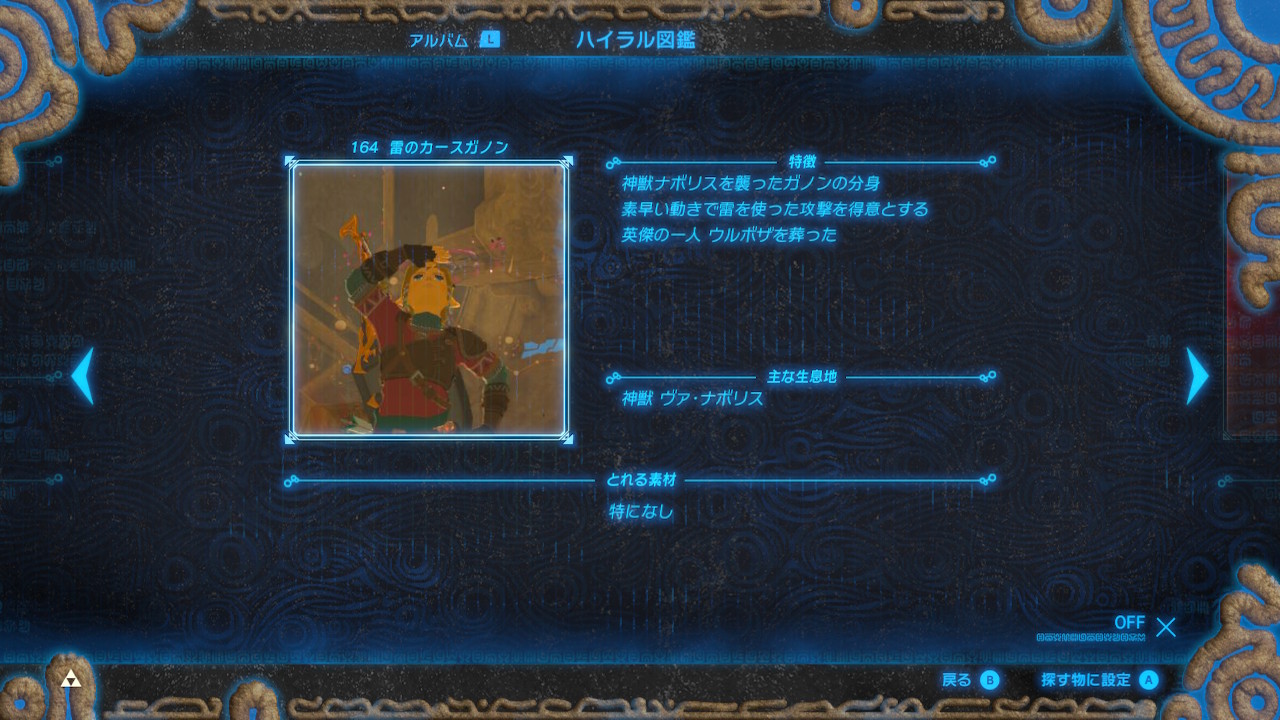 アルバム L
ハイラル図鑑
164 雷のカースガノン
特徴
神獣ナボリスを襲ったガノンの分身
素早い動きで雷を使った攻撃を得意とする
英傑の一人 ウルボザを葬った
主な生息地
神獣 ヴァ・ナボリス
とれる素材
特になし
OFF
戻る B
探す物に設定 A